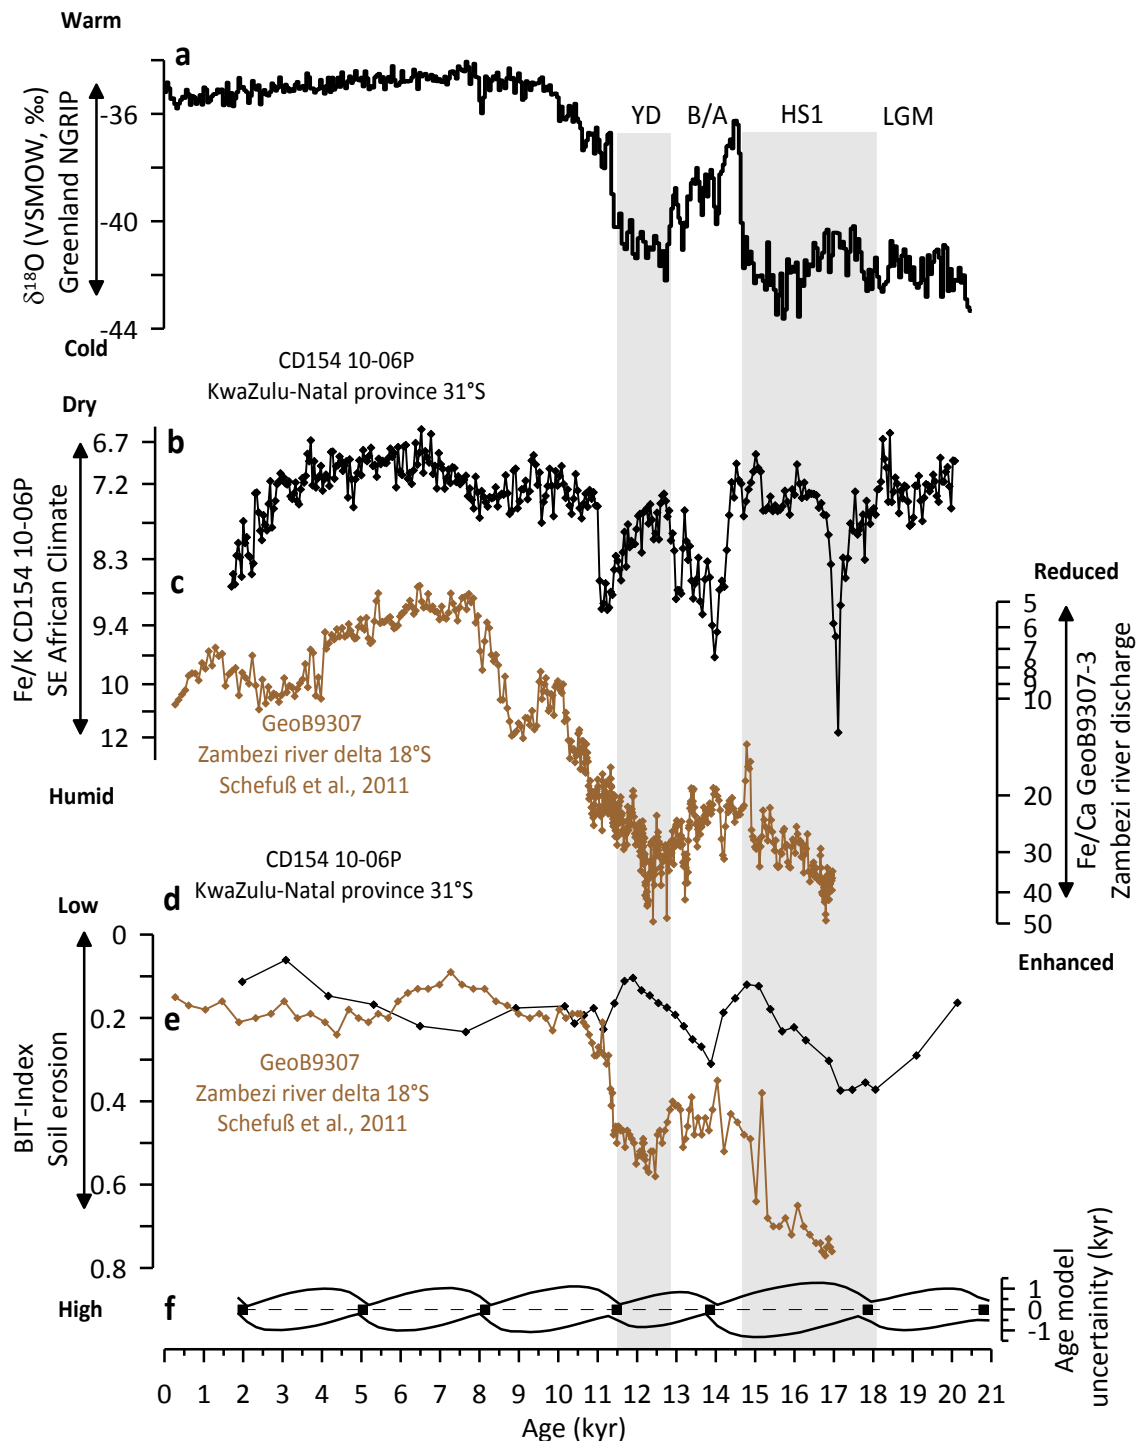 Warm
a
δ18O (VSMOW, ‰)
Greenland NGRIP
-36
-40
-44
YD
B/A
HS1
LGM
Cold
CD154 10-06P
KwaZulu-Natal province 31°S
Dry
b
Fe/K CD154 10-06P
SE African Climate
6.7
7.2
8.3
9.4
10
12
c
Reduced
5
6
7
8
9
10
20
30
40
50
Fe/Ca GeoB9307-3
Zambezi river discharge
GeoB9307
Zambezi river delta 18°S
Schefuß et al., 2011
Humid
CD154 10-06P
KwaZulu-Natal province 31°S
d
Low
Enhanced
BIT-Index
Soil erosion
0
0.2
0.4
0.6
0.8
e
GeoB9307
Zambezi river delta 18°S
Schefuß et al., 2011
High
f
1
0
-1
Age model
uncertainity (kyr)
0 1 2 3 4 5 6 7 8 9 10 11 12 13 14 15 16 17 18 19 20 21
Age (kyr)